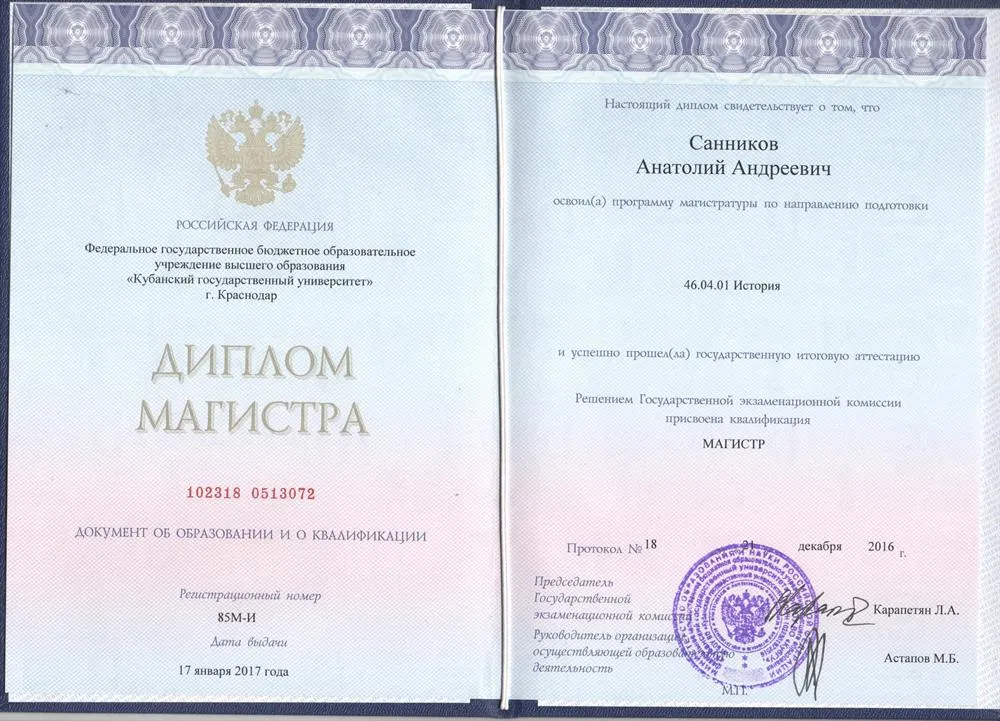 РОССИЙСКАЯ ФЕДЕРАЦИЯ
Федеральное государственное бюджетное образовательное
учреждение высшего образования
«Кубанский государственный университет»
г. Краснодар
ДИПЛОМ
МАГИСТРА
102318 0513072
ДОКУМЕНТ ОБ ОБРАЗОВАНИИ И О КВАЛИФИКАЦИИ
Регистрационный номер
85М-И
Дата выдачи
17 января 2017 года
Настоящий диплом свидетельствует о том, что
Санников
Анатолий Андреевич
освоил(а) программу магистратуры по направлению подготовки
46.04.01 История
и успешно прошел(ла) государственную итоговую аттестацию
Решением Государственной экзаменационной комиссии
присвоена квалификация
МАГИСТР
Протокол № 18 21 декабря 2016 г.
Председатель
Государственной
экзаменационной комиссии Карапетян Л.А.
Руководитель организации,
осуществляющей образовательную Астапов М.Б.
деятельность
М.П.